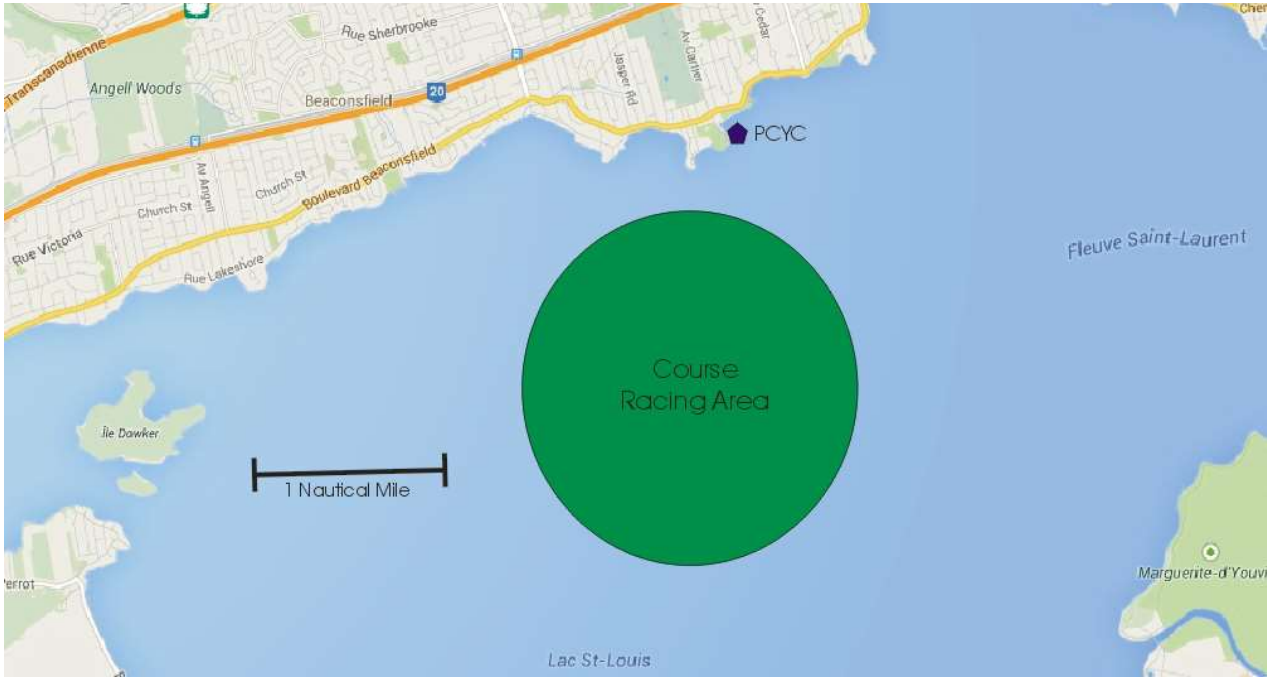 Transcanadienne
Rue Sherbrooke
Cedar
Av Cartier
Jasper Rd
Angell Woods
Beaconsfield
20
PCYC
Boulevard Beaconsfield
Av Angell
Church St
Church St
Rue Victoria
Rue Lakeshore
Fleuve Saint-Laurent
Course
Racing Area
Île Dowker
1 Nautical Mile
Perrot
Marguerite-d'Youvi
Lac St-Louis